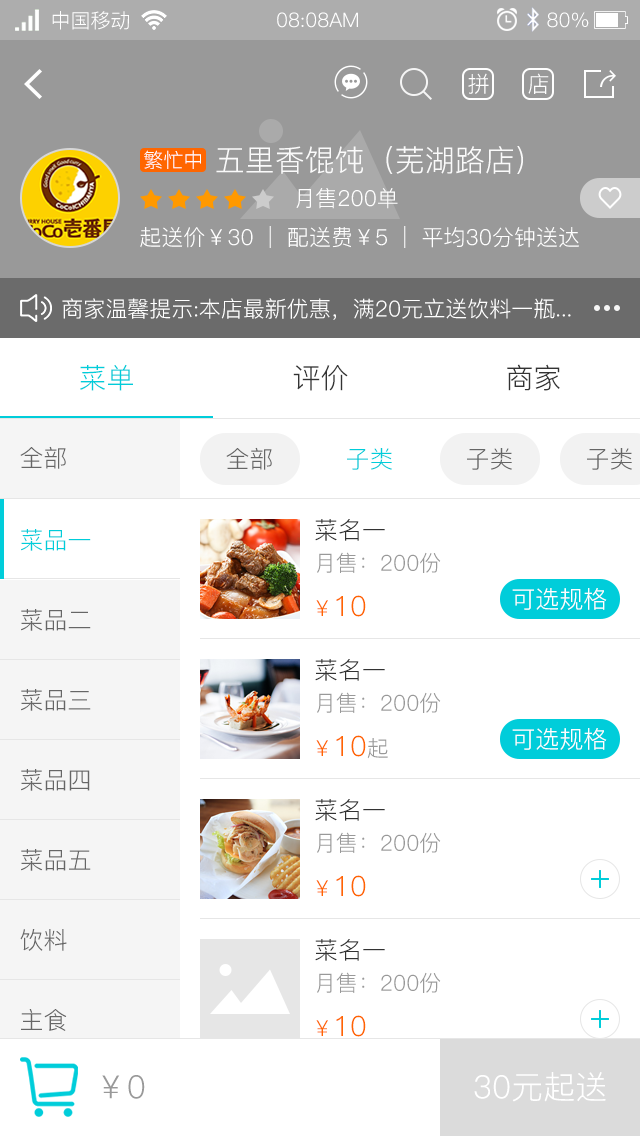 中国移动 08:08AM 80%
拼 店
繁忙中 五里香馄饨（芜湖路店）
月售200单
起送价￥30 | 配送费￥5 | 平均30分钟送达
Good curry Good smell
CoCoICHIBANYA
RRY HOUSE
CoCo壱番屋
商家温馨提示:本店最新优惠，满20元立送饮料一瓶...
菜单 评价 商家
全部 全部 子类 子类 子类
菜品一
菜品二
菜品三
菜品四
菜品五
饮料
主食
菜名一
月售：200份
￥10
可选规格
菜名一
月售：200份
￥10起
可选规格
菜名一
月售：200份
￥10
+
菜名一
月售：200份
￥10
+
￥0
30元起送